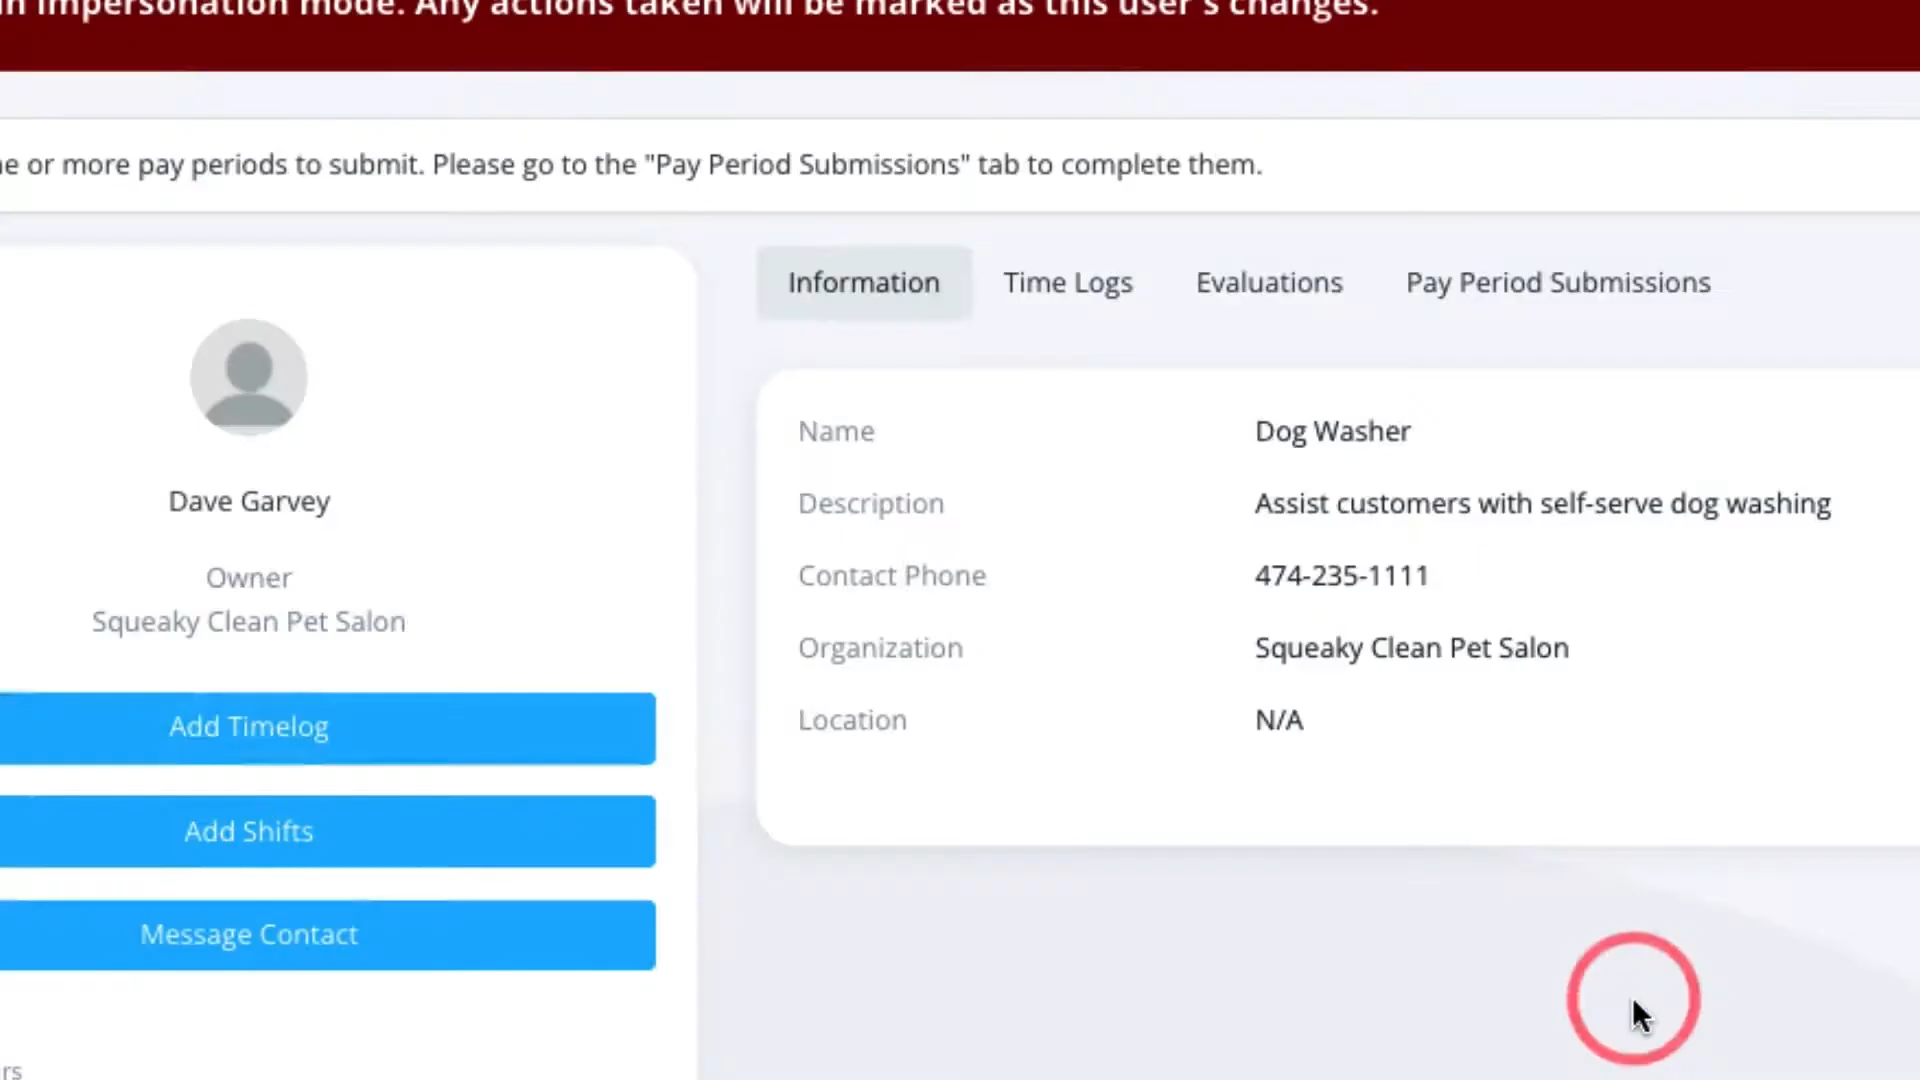 in impersonation mode. Any actions taken will be marked as this user's changes.
or more pay periods to submit. Please go to the "Pay Period Submissions" tab to complete them.
Information Time Logs Evaluations Pay Period Submissions
Dave Garvey
Owner
Squeaky Clean Pet Salon
Add Timelog
Add Shifts
Message Contact
Name Dog Washer
Description Assist customers with self-serve dog washing
Contact Phone 474-235-1111
Organization Squeaky Clean Pet Salon
Location N/A